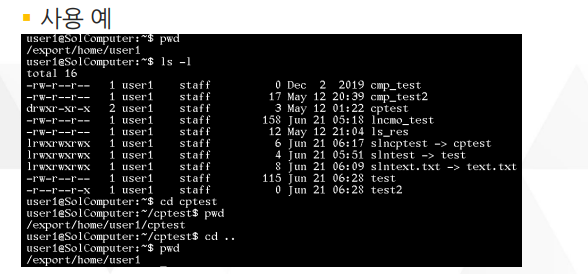 사용 예
user1@SolComputer:~$ pwd
/export/home/user1
user1@SolComputer:~$ ls -l
total 16
-rw-r--r-- 1 user1 staff 0 Dec 2 2019 cmp_test
-rw-r--r-- 1 user1 staff 17 May 12 20:39 cmp_test2
drwxr-xr-x 2 user1 staff 3 May 12 01:22 cptest
-rw-r--r-- 1 user1 staff 158 Jun 21 05:18 lncmo_test
-rw-r--r-- 1 user1 staff 12 May 12 21:04 ls_res
lrwxrwxrwx 1 user1 staff 6 Jun 21 06:17 slncptest -> cptest
lrwxrwxrwx 1 user1 staff 4 Jun 21 05:51 slntest -> test
lrwxrwxrwx 1 user1 staff 8 Jun 21 06:09 slntext.txt -> text.txt
-rw-r--r-- 1 user1 staff 115 Jun 21 06:28 test
-r--r--r-x 1 user1 staff 0 Jun 21 06:28 test2
user1@SolComputer:~$ cd cptest
user1@SolComputer:~/cptest$ pwd
/export/home/user1/cptest
user1@SolComputer:~/cptest$ cd ..
user1@SolComputer:~$ pwd
/export/home/user1